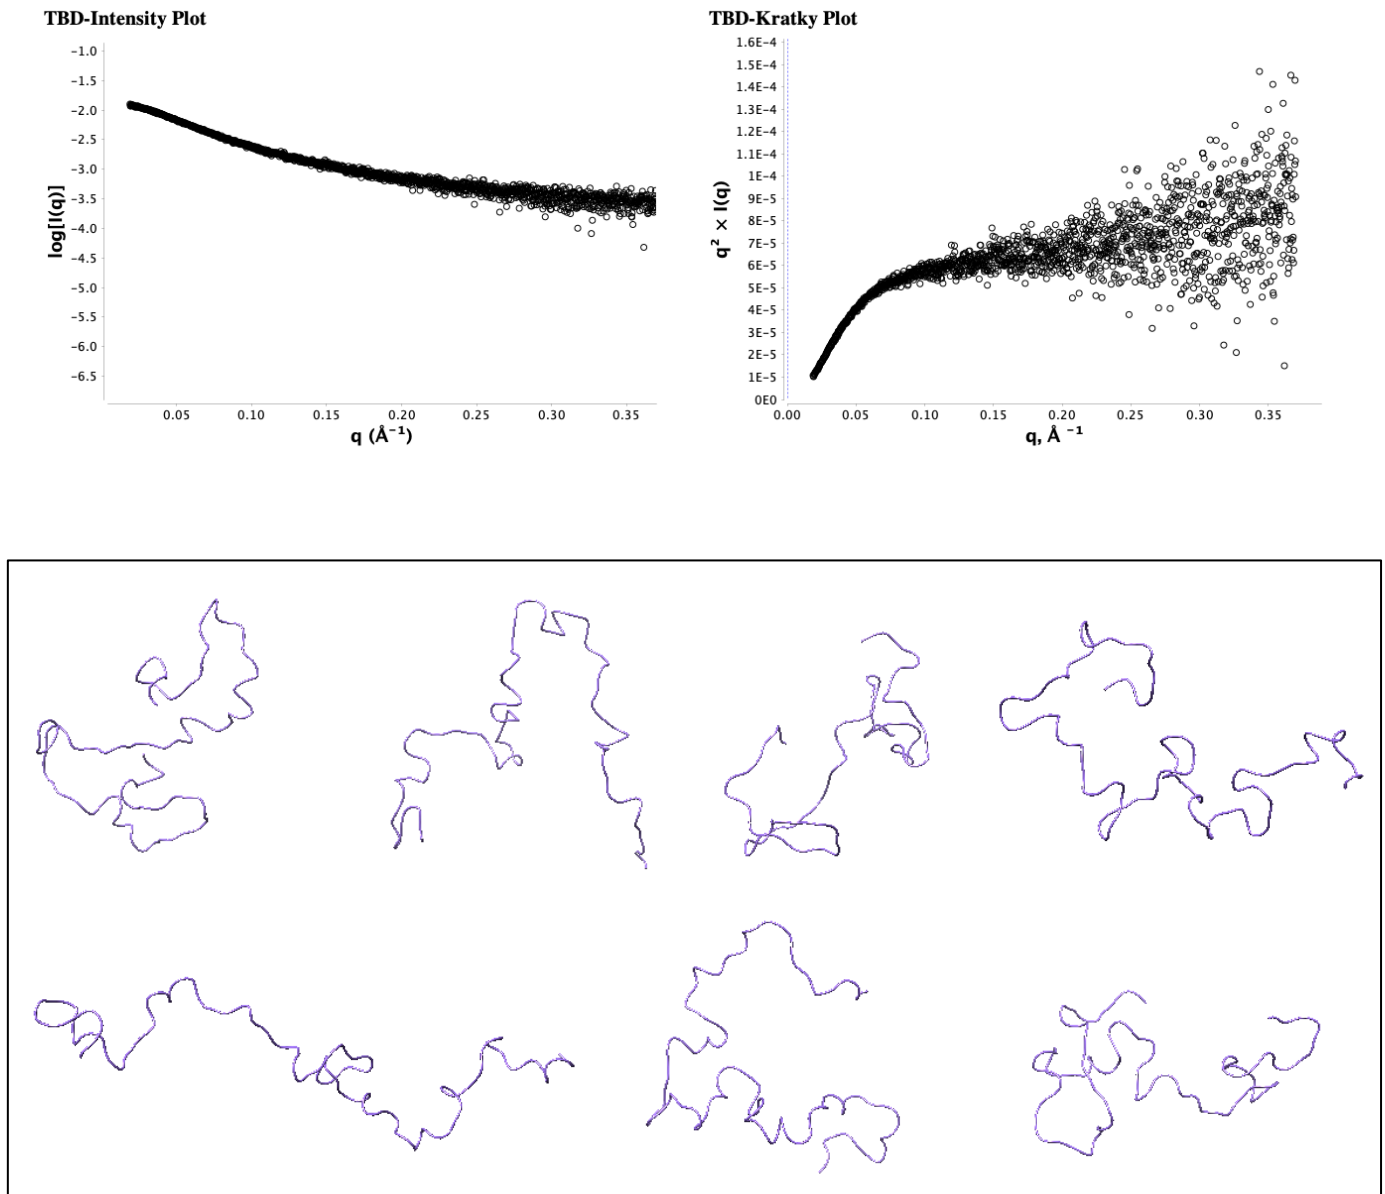 TBD-Intensity Plot
−1.0
−1.5
−2.0
−2.5
−3.0
−3.5
−4.0
−4.5
−5.0
−5.5
−6.0
−6.5
log[I(q)]
0.05 0.10 0.15 0.20 0.25 0.30 0.35
q (Å⁻¹)
TBD-Kratky Plot
1.6E-4
1.5E-4
1.4E-4
1.3E-4
1.2E-4
1.1E-4
1E-4
9E-5
8E-5
7E-5
6E-5
5E-5
4E-5
3E-5
2E-5
1E-5
0E0
q² × I(q)
0.00 0.05 0.10 0.15 0.20 0.25 0.30 0.35
q, Å ⁻¹